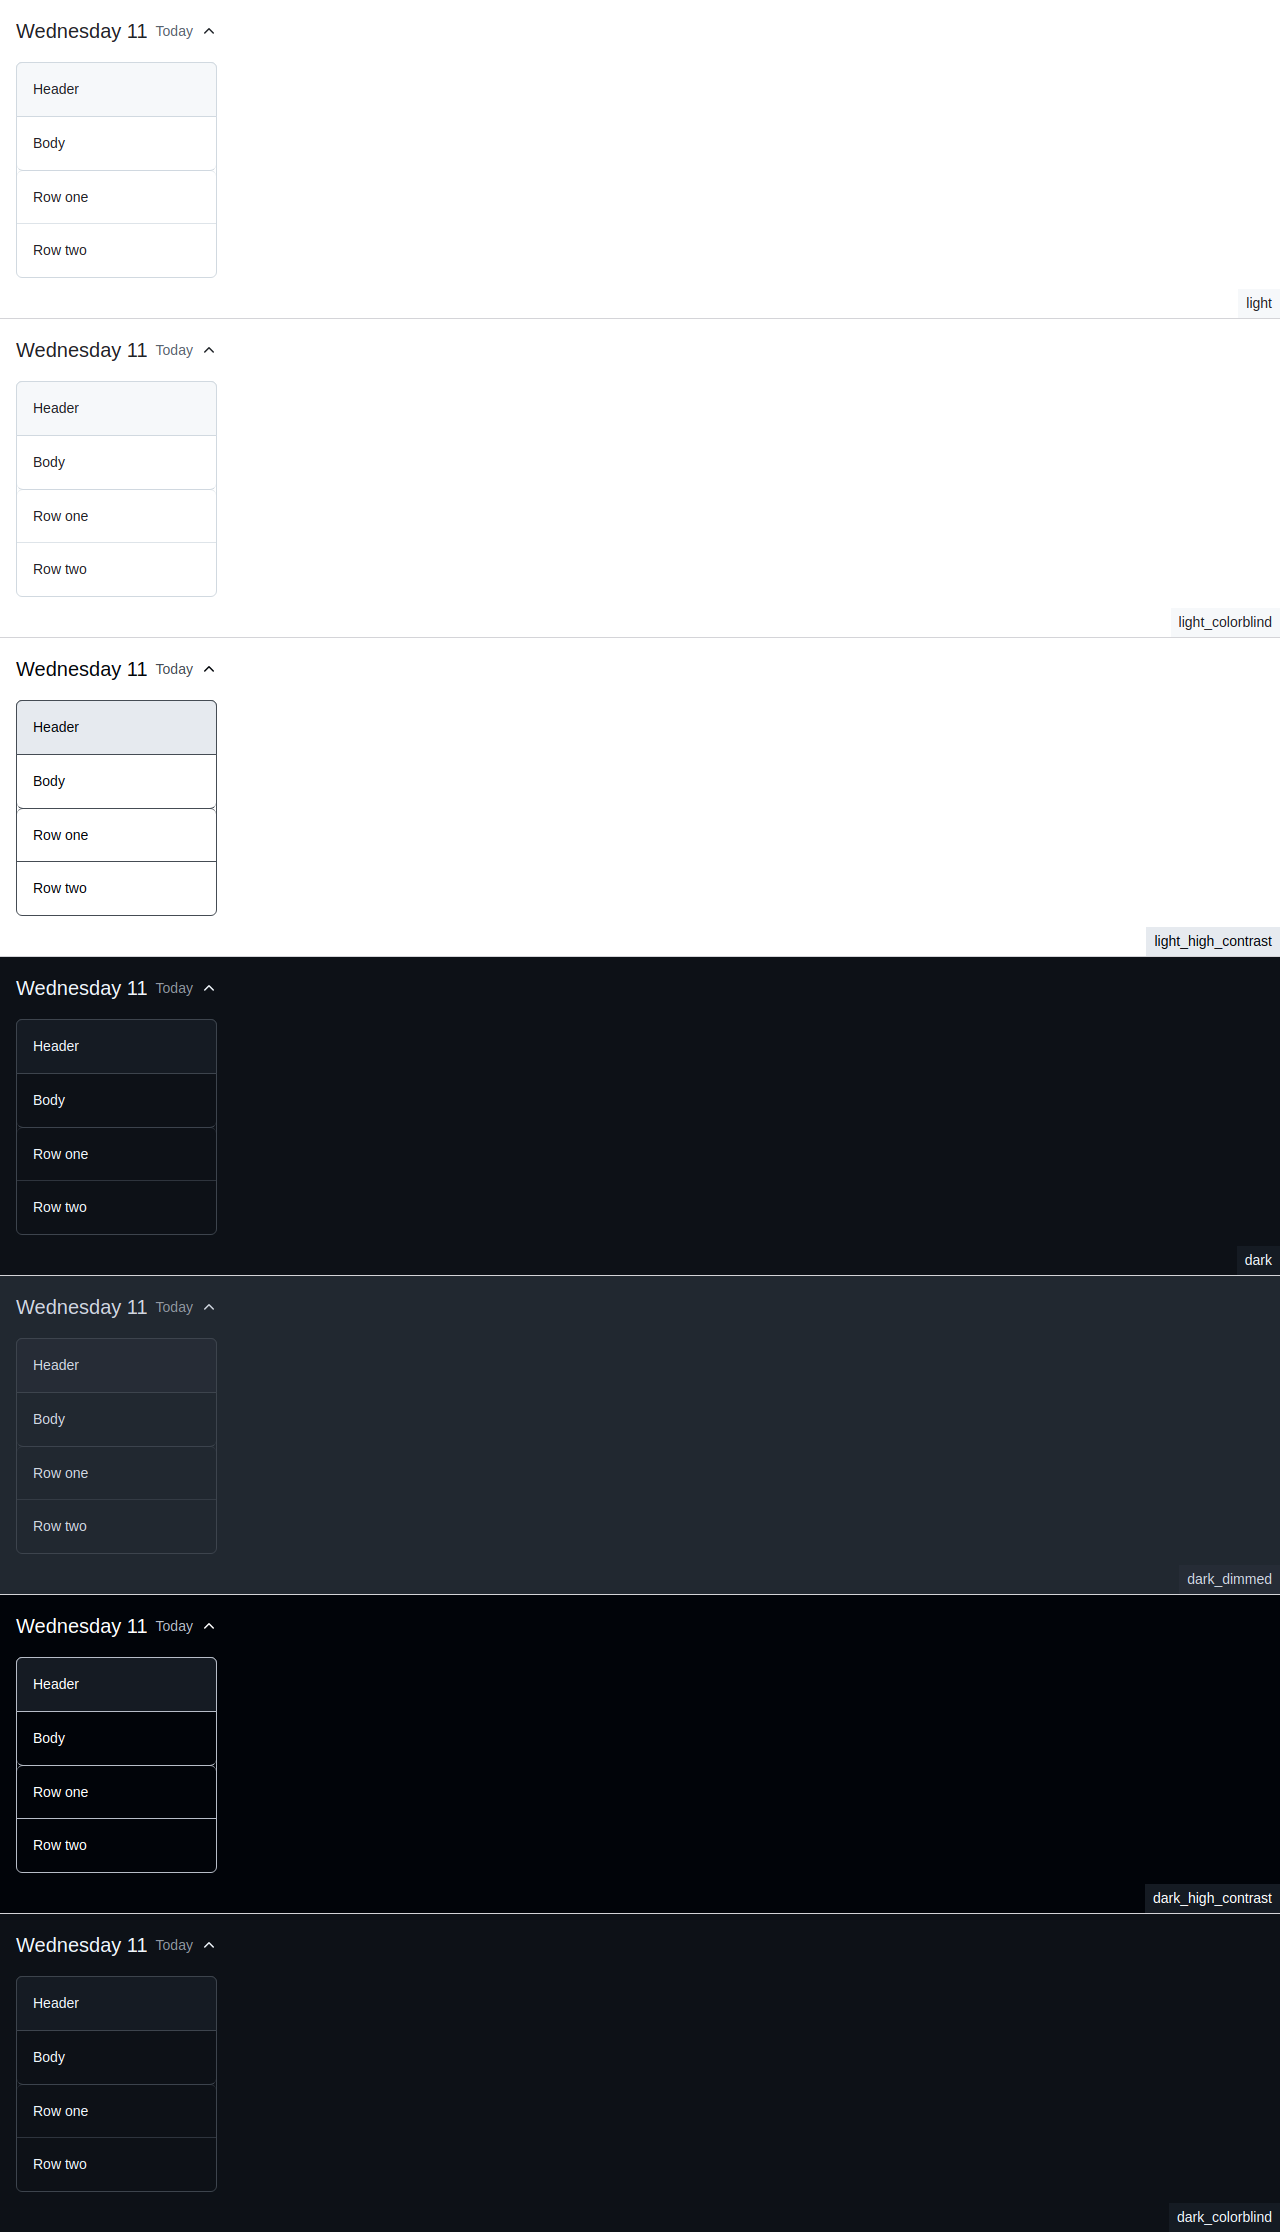 Wednesday 11 Today
Header
Body
Row one
Row two
light
Wednesday 11 Today
Header
Body
Row one
Row two
light_colorblind
Wednesday 11 Today
Header
Body
Row one
Row two
light_high_contrast
Wednesday 11 Today
Header
Body
Row one
Row two
dark
Wednesday 11 Today
Header
Body
Row one
Row two
dark_dimmed
Wednesday 11 Today
Header
Body
Row one
Row two
dark_high_contrast
Wednesday 11 Today
Header
Body
Row one
Row two
dark_colorblind